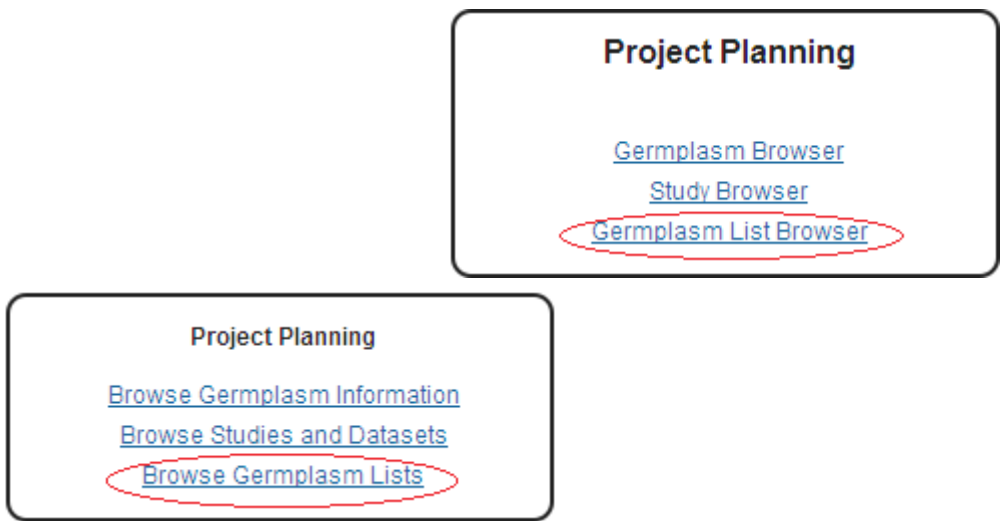 Project Planning
Germplasm Browser
Study Browser
Germplasm List Browser
Project Planning
Browse Germplasm Information
Browse Studies and Datasets
Browse Germplasm Lists